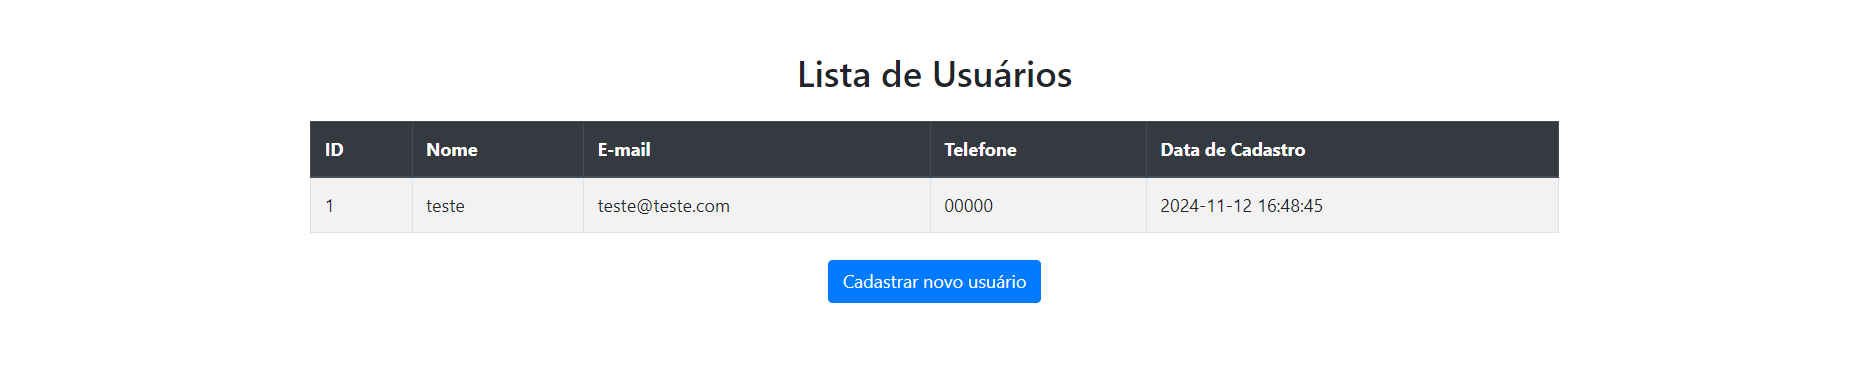 Lista de Usuários
ID Nome E-mail Telefone Data de Cadastro
1 teste teste@teste.com 00000 2024-11-12 16:48:45
Cadastrar novo usuário